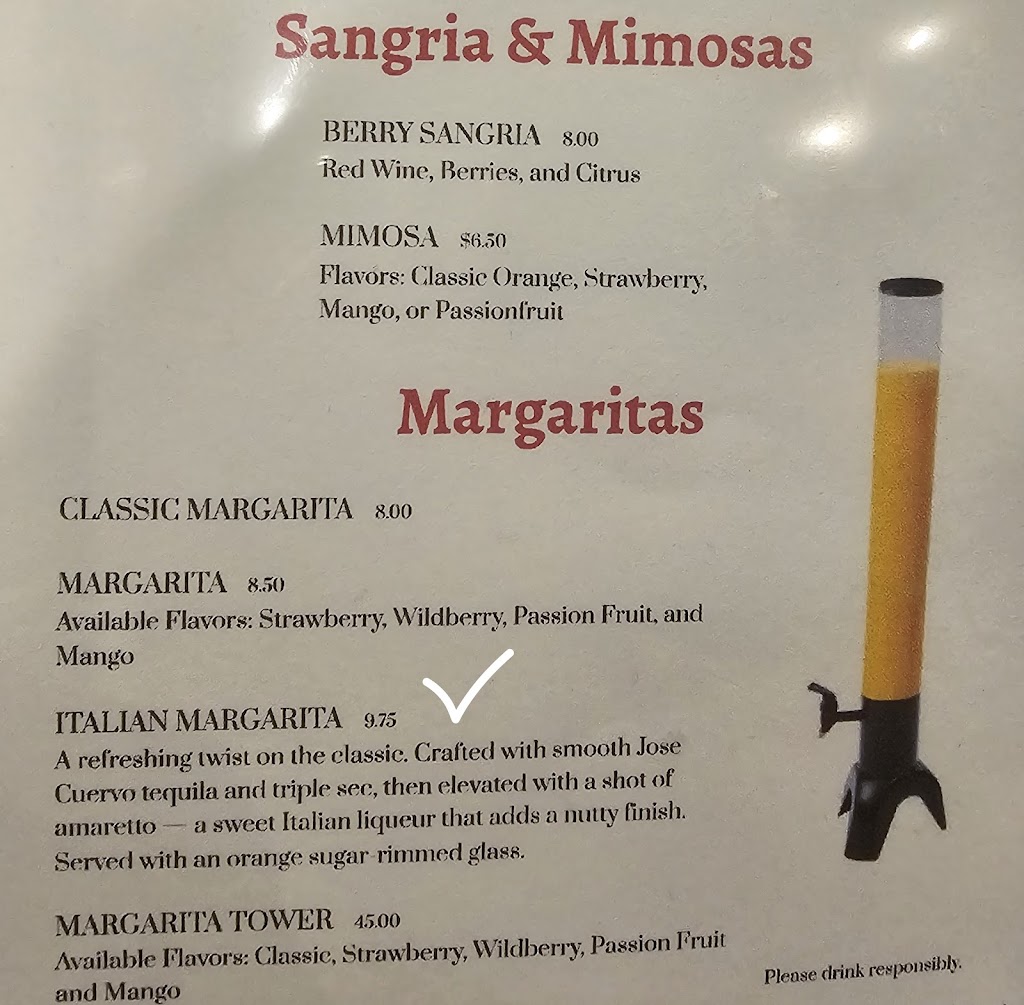 Sangria & Mimosas
BERRY SANGRIA 8.00
Red Wine, Berries, and Citrus
MIMOSA $6.50
Flavors: Classic Orange, Strawberry,
Mango, or Passionfruit
Margaritas
CLASSIC MARGARITA 8.00
MARGARITA 8.50
Available Flavors: Strawberry, Wildberry, Passion Fruit, and
Mango
ITALIAN MARGARITA 9.75
A refreshing twist on the classic. Crafted with smooth Jose
Cuervo tequila and triple sec, then elevated with a shot of
amaretto — a sweet Italian liqueur that adds a nutty finish.
Served with an orange sugar-rimmed glass.
MARGARITA TOWER 45.00
Available Flavors: Classic, Strawberry, Wildberry, Passion Fruit
and Mango
Please drink responsibly.